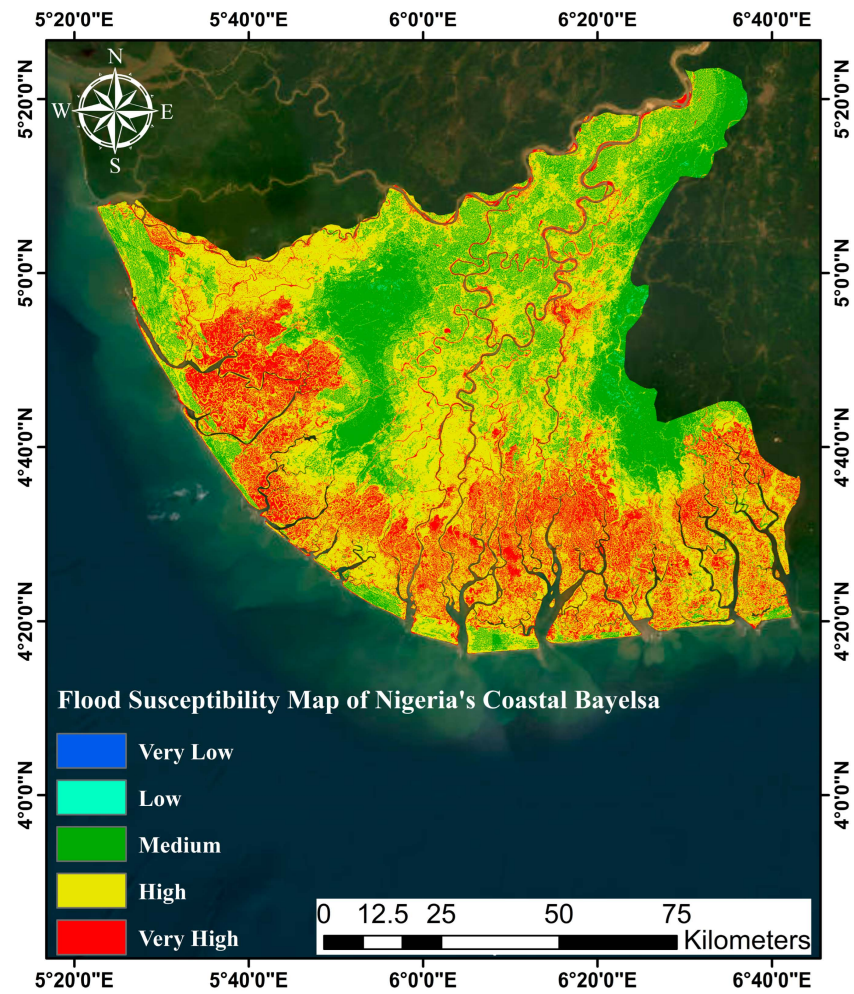 5°20'0"E 5°40'0"E 6°0'0"E 6°20'0"E 6°40'0"E
N
W E
S
5°20'0"N 5°20'0"N
5°0'0"N 5°0'0"N
4°40'0"N 4°40'0"N
4°20'0"N 4°20'0"N
Flood Susceptibility Map of Nigeria's Coastal Bayelsa
Very Low
Low
4°0'0"N 4°0'0"N
Medium
High
Very High
0 12.5 25 50 75
Kilometers
5°20'0"E 5°40'0"E 6°0'0"E 6°20'0"E 6°40'0"E